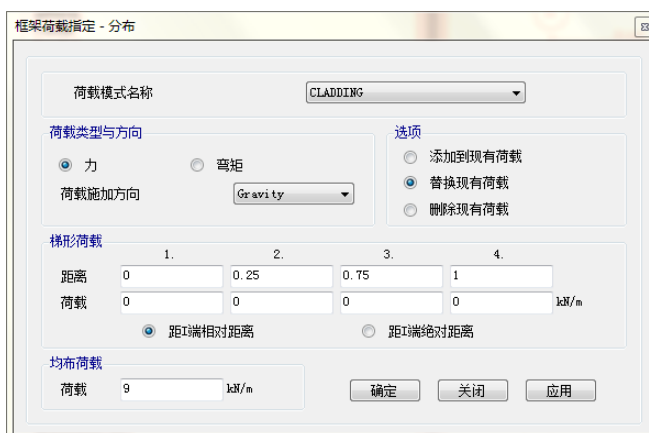 框架荷载指定 - 分布
荷载模式名称 CLADDING
荷载类型与方向 选项
力 弯矩 添加到现有荷载
荷载施加方向 Gravity 替换现有荷载
删除现有荷载
梯形荷载
1. 2. 3. 4.
距离 0 0.25 0.75 1
荷载 0 0 0 0 kN/m
距I端相对距离 距I端绝对距离
均布荷载
荷载 9 kN/m 确定 关闭 应用